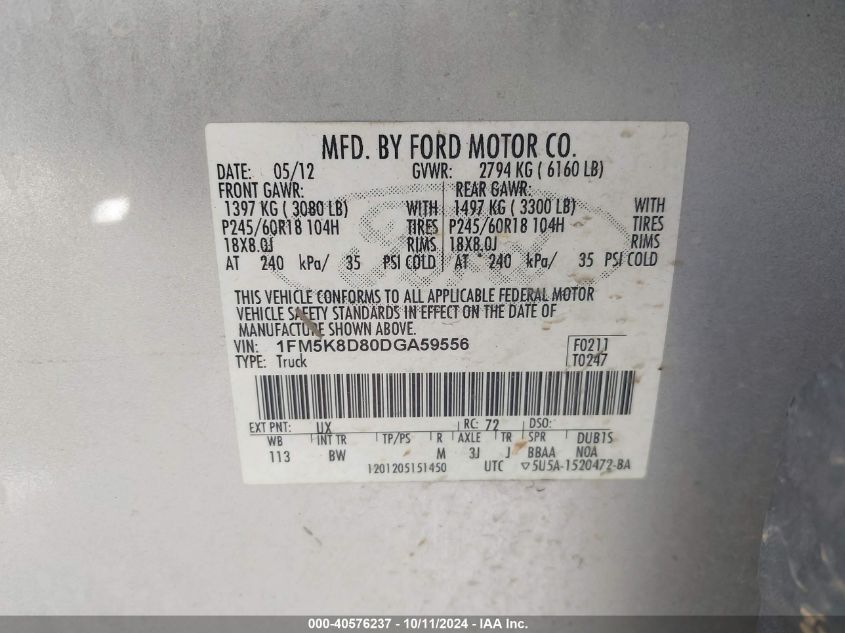 MFD. BY FORD MOTOR CO.
DATE: 05/12 GVWR: 2794 KG ( 6160 LB)
FRONT GAWR: REAR GAWR:
1397 KG ( 3080 LB) WITH 1497 KG ( 3300 LB) WITH
P245/60R18 104H TIRES P245/60R18 104H TIRES
18X8.0J RIMS 18X8.0J RIMS
AT 240 kPa/ 35 PSI COLD AT 240 kPa/ 35 PSI COLD
THIS VEHICLE CONFORMS TO ALL APPLICABLE FEDERAL MOTOR
VEHICLE SAFETY STANDARDS IN EFFECT ON THE DATE OF
MANUFACTURE SHOWN ABOVE.
VIN: 1FM5K8D80DGA59556 F0211
TYPE: Truck T0247
EXT PNT: UX RC: 72 DSO:
WB INT TR TP/PS R AXLE TR SPR DUB1S
113 BW M 3J J BBAA NOA
1201205151450 UTC ▽5U5A-1520472-BA
000-40576237 - 10/11/2024 - IAA Inc.